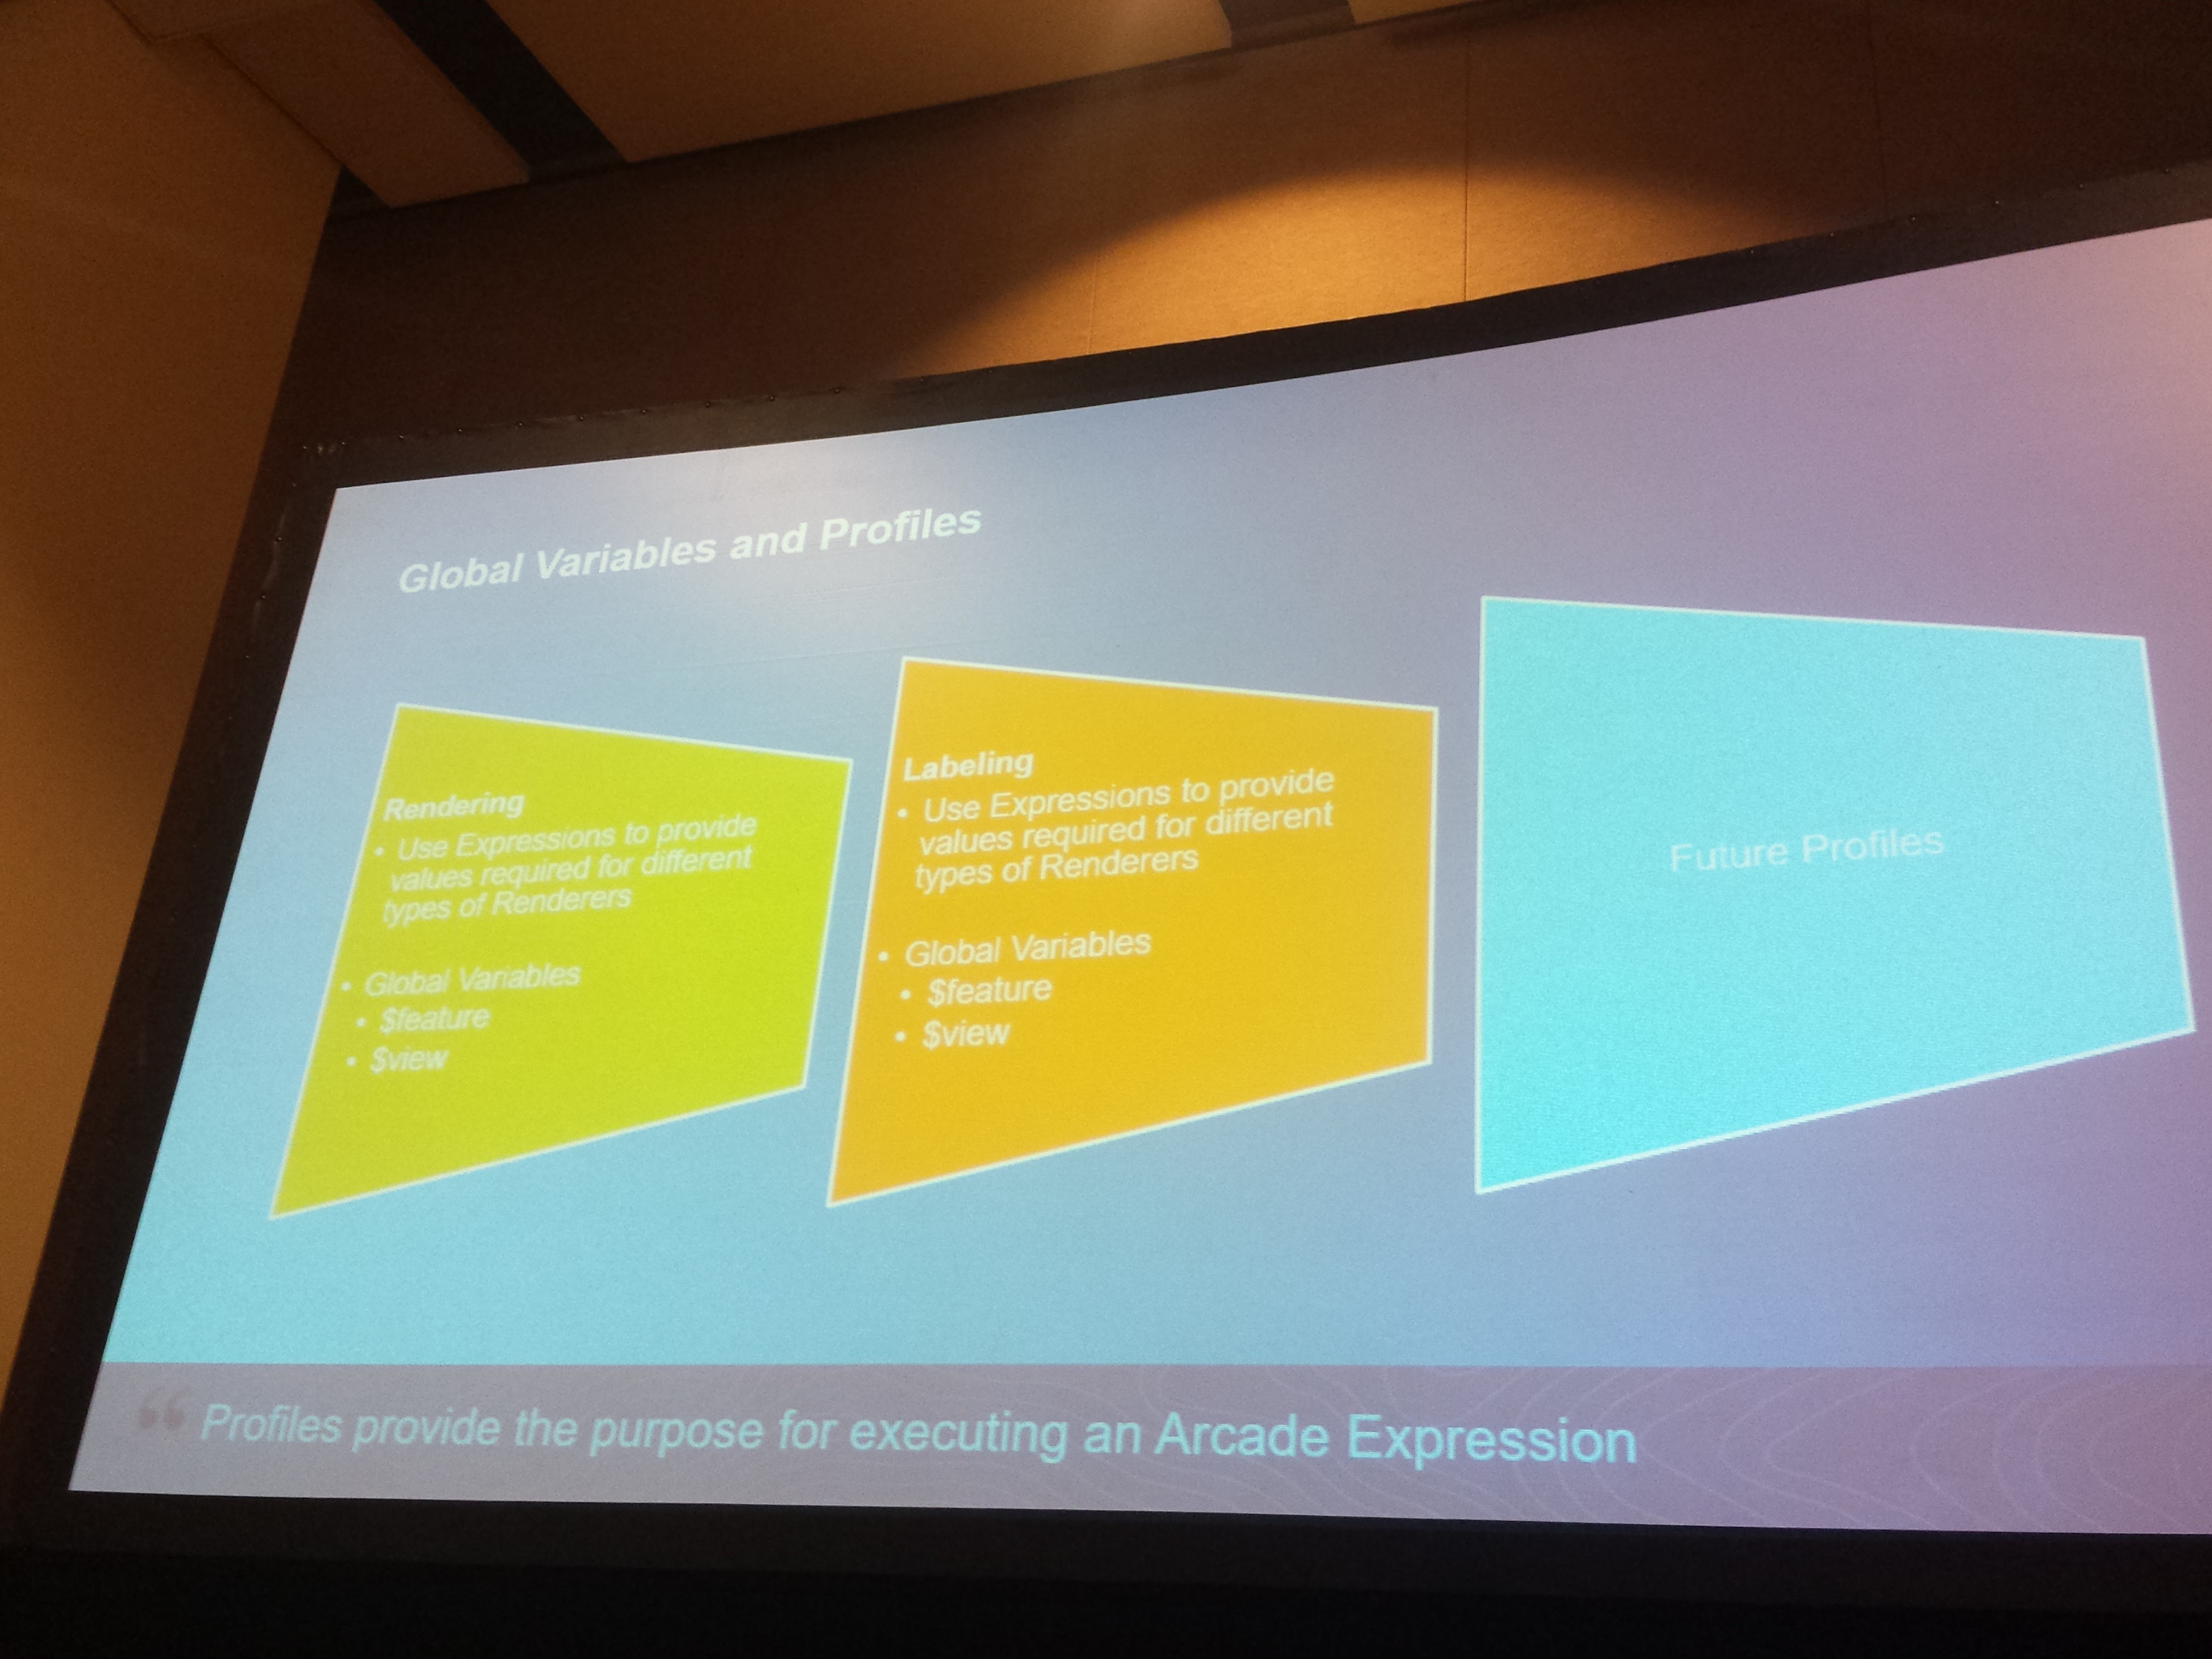 Global Variables and Profiles
Rendering
• Use Expressions to provide
values required for different
types of Renderers
• Global Variables
• $feature
• $view
Labeling
• Use Expressions to provide
values required for different
types of Renderers
• Global Variables
• $feature
• $view
Future Profiles
“ Profiles provide the purpose for executing an Arcade Expression